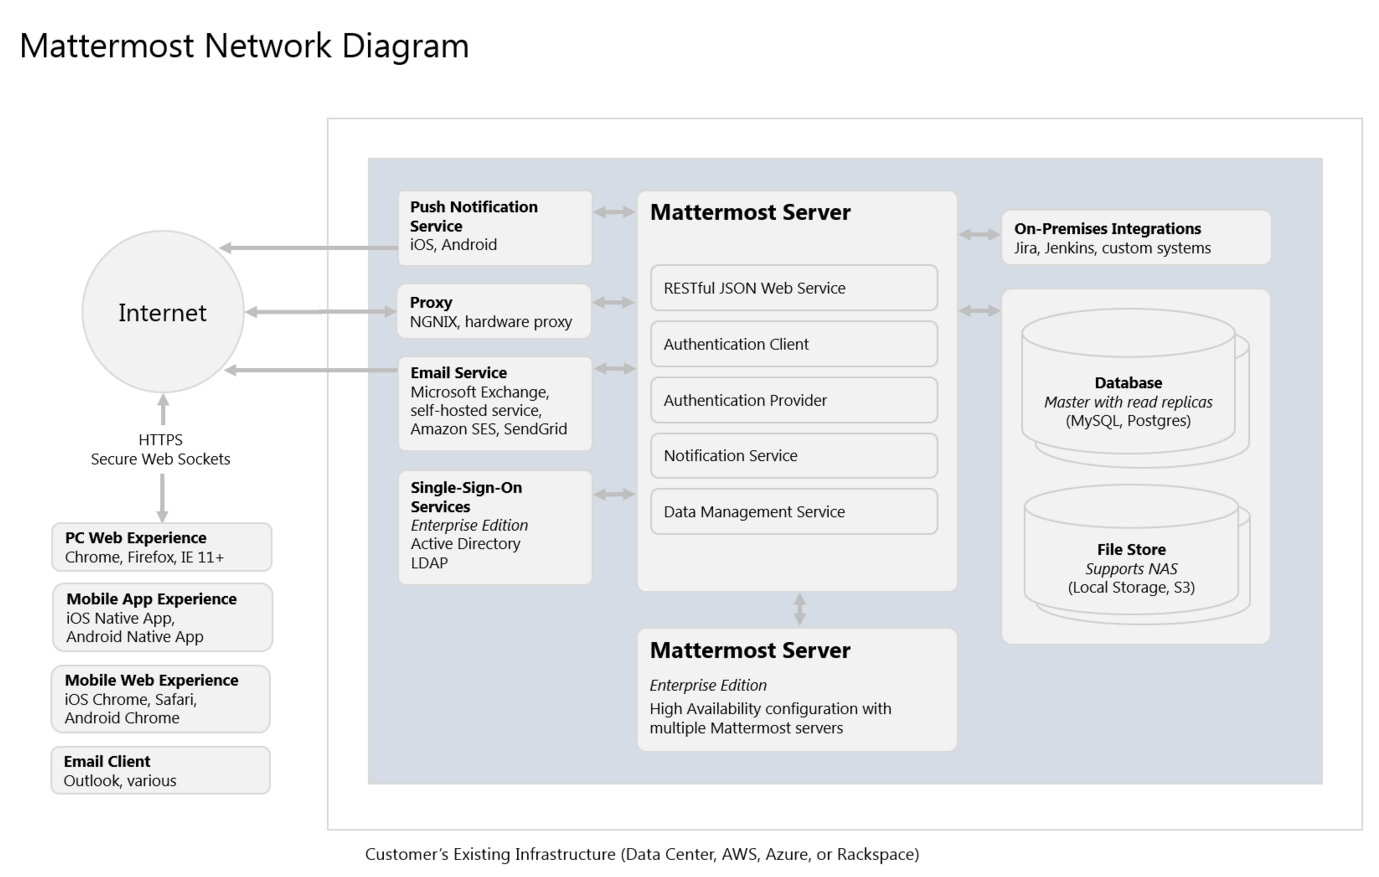 Mattermost Network Diagram
Push Notification
Service
iOS, Android
Proxy
NGNIX, hardware proxy
Email Service
Microsoft Exchange,
self-hosted service,
Amazon SES, SendGrid
Single-Sign-On
Services
Enterprise Edition
Active Directory
LDAP
Mattermost Server
RESTful JSON Web Service
Authentication Client
Authentication Provider
Notification Service
Data Management Service
On-Premises Integrations
Jira, Jenkins, custom systems
Database
Master with read replicas
(MySQL, Postgres)
File Store
Supports NAS
(Local Storage, S3)
Mattermost Server
Enterprise Edition
High Availability configuration with
multiple Mattermost servers
Internet
HTTPS
Secure Web Sockets
PC Web Experience
Chrome, Firefox, IE 11+
Mobile App Experience
iOS Native App,
Android Native App
Mobile Web Experience
iOS Chrome, Safari,
Android Chrome
Email Client
Outlook, various
Customer's Existing Infrastructure (Data Center, AWS, Azure, or Rackspace)